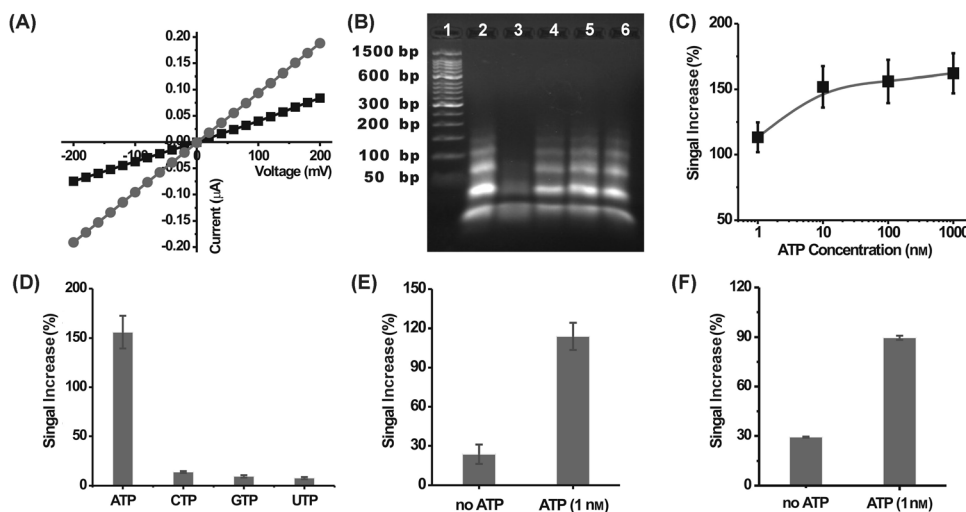 (A)
0.20
0.15
0.10
0.05
0.00
-200 -100 0 100 200
Voltage (mV)
-0.05
-0.10
-0.15
-0.20
Current (μA)
(B)
1 2 3 4 5 6
1500 bp
600 bp
300 bp
200 bp
100 bp
50 bp
(C)
Singal Increase (%)
200
150
100
50
1 10 100 1000
ATP Concentration (nM)
(D)
Singal Increase (%)
200
150
100
50
0
ATP CTP GTP UTP
(E)
Singal Increase (%)
150
120
90
60
30
0
no ATP ATP (1 nM)
(F)
Singal Increase (%)
120
90
60
30
0
no ATP ATP (1 nM)